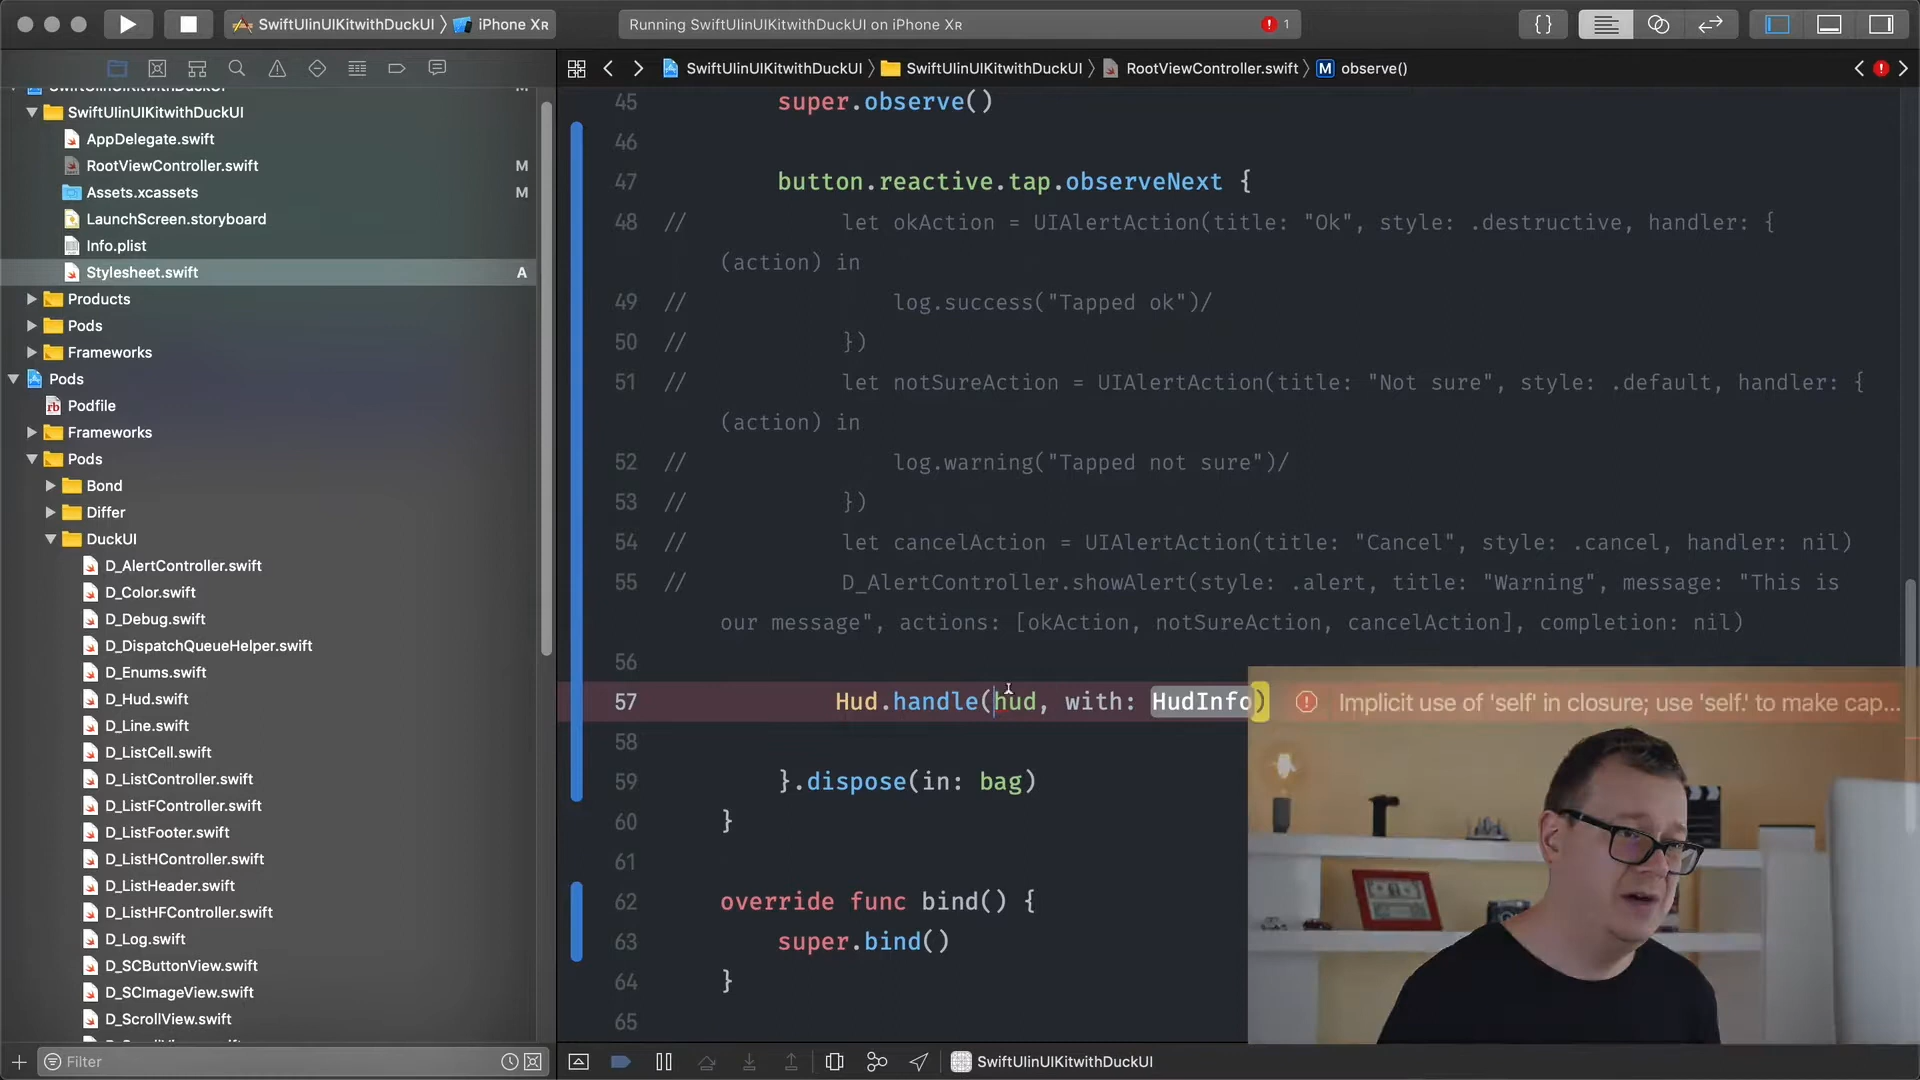 SwiftUIinUIKitwithDuckUI 〉 iPhone XR
Running SwiftUIinUIKitwithDuckUI on iPhone XR
1
{}
SwiftUIinUIKitwithDuckUI 〉 SwiftUIinUIKitwithDuckUI 〉 RootViewController.swift 〉 M observe()
SwiftUIinUIKitwithDuckUI M
SwiftUIinUIKitwithDuckUI
AppDelegate.swift
RootViewController.swift M
Assets.xcassets M
LaunchScreen.storyboard
Info.plist
Stylesheet.swift A
Products
Pods
Frameworks
Pods
rb Podfile
Frameworks
Pods
Bond
Differ
DuckUI
D_AlertController.swift
D_Color.swift
D_Debug.swift
D_DispatchQueueHelper.swift
D_Enums.swift
D_Hud.swift
D_Line.swift
D_ListCell.swift
D_ListController.swift
D_ListFController.swift
D_ListFooter.swift
D_ListHController.swift
D_ListHeader.swift
D_ListHFController.swift
D_Log.swift
D_SCButtonView.swift
D_SCImageView.swift
D_ScrollView.swift
Filter
45 super.observe()
46
47 button.reactive.tap.observeNext {
48 // let okAction = UIAlertAction(title: "Ok", style: .destructive, handler: {
(action) in
49 // log.success("Tapped ok")/
50 // })
51 // let notSureAction = UIAlertAction(title: "Not sure", style: .default, handler: {
(action) in
52 // log.warning("Tapped not sure")/
53 // })
54 // let cancelAction = UIAlertAction(title: "Cancel", style: .cancel, handler: nil)
55 // D_AlertController.showAlert(style: .alert, title: "Warning", message: "This is
our message", actions: [okAction, notSureAction, cancelAction], completion: nil)
56
57 Hud.handle(hud, with: HudInfo) Implicit use of 'self' in closure; use 'self.' to make cap...
58
59 }.dispose(in: bag)
60 }
61
62 override func bind() {
63 super.bind()
64 }
65
SwiftUIinUIKitwithDuckUI